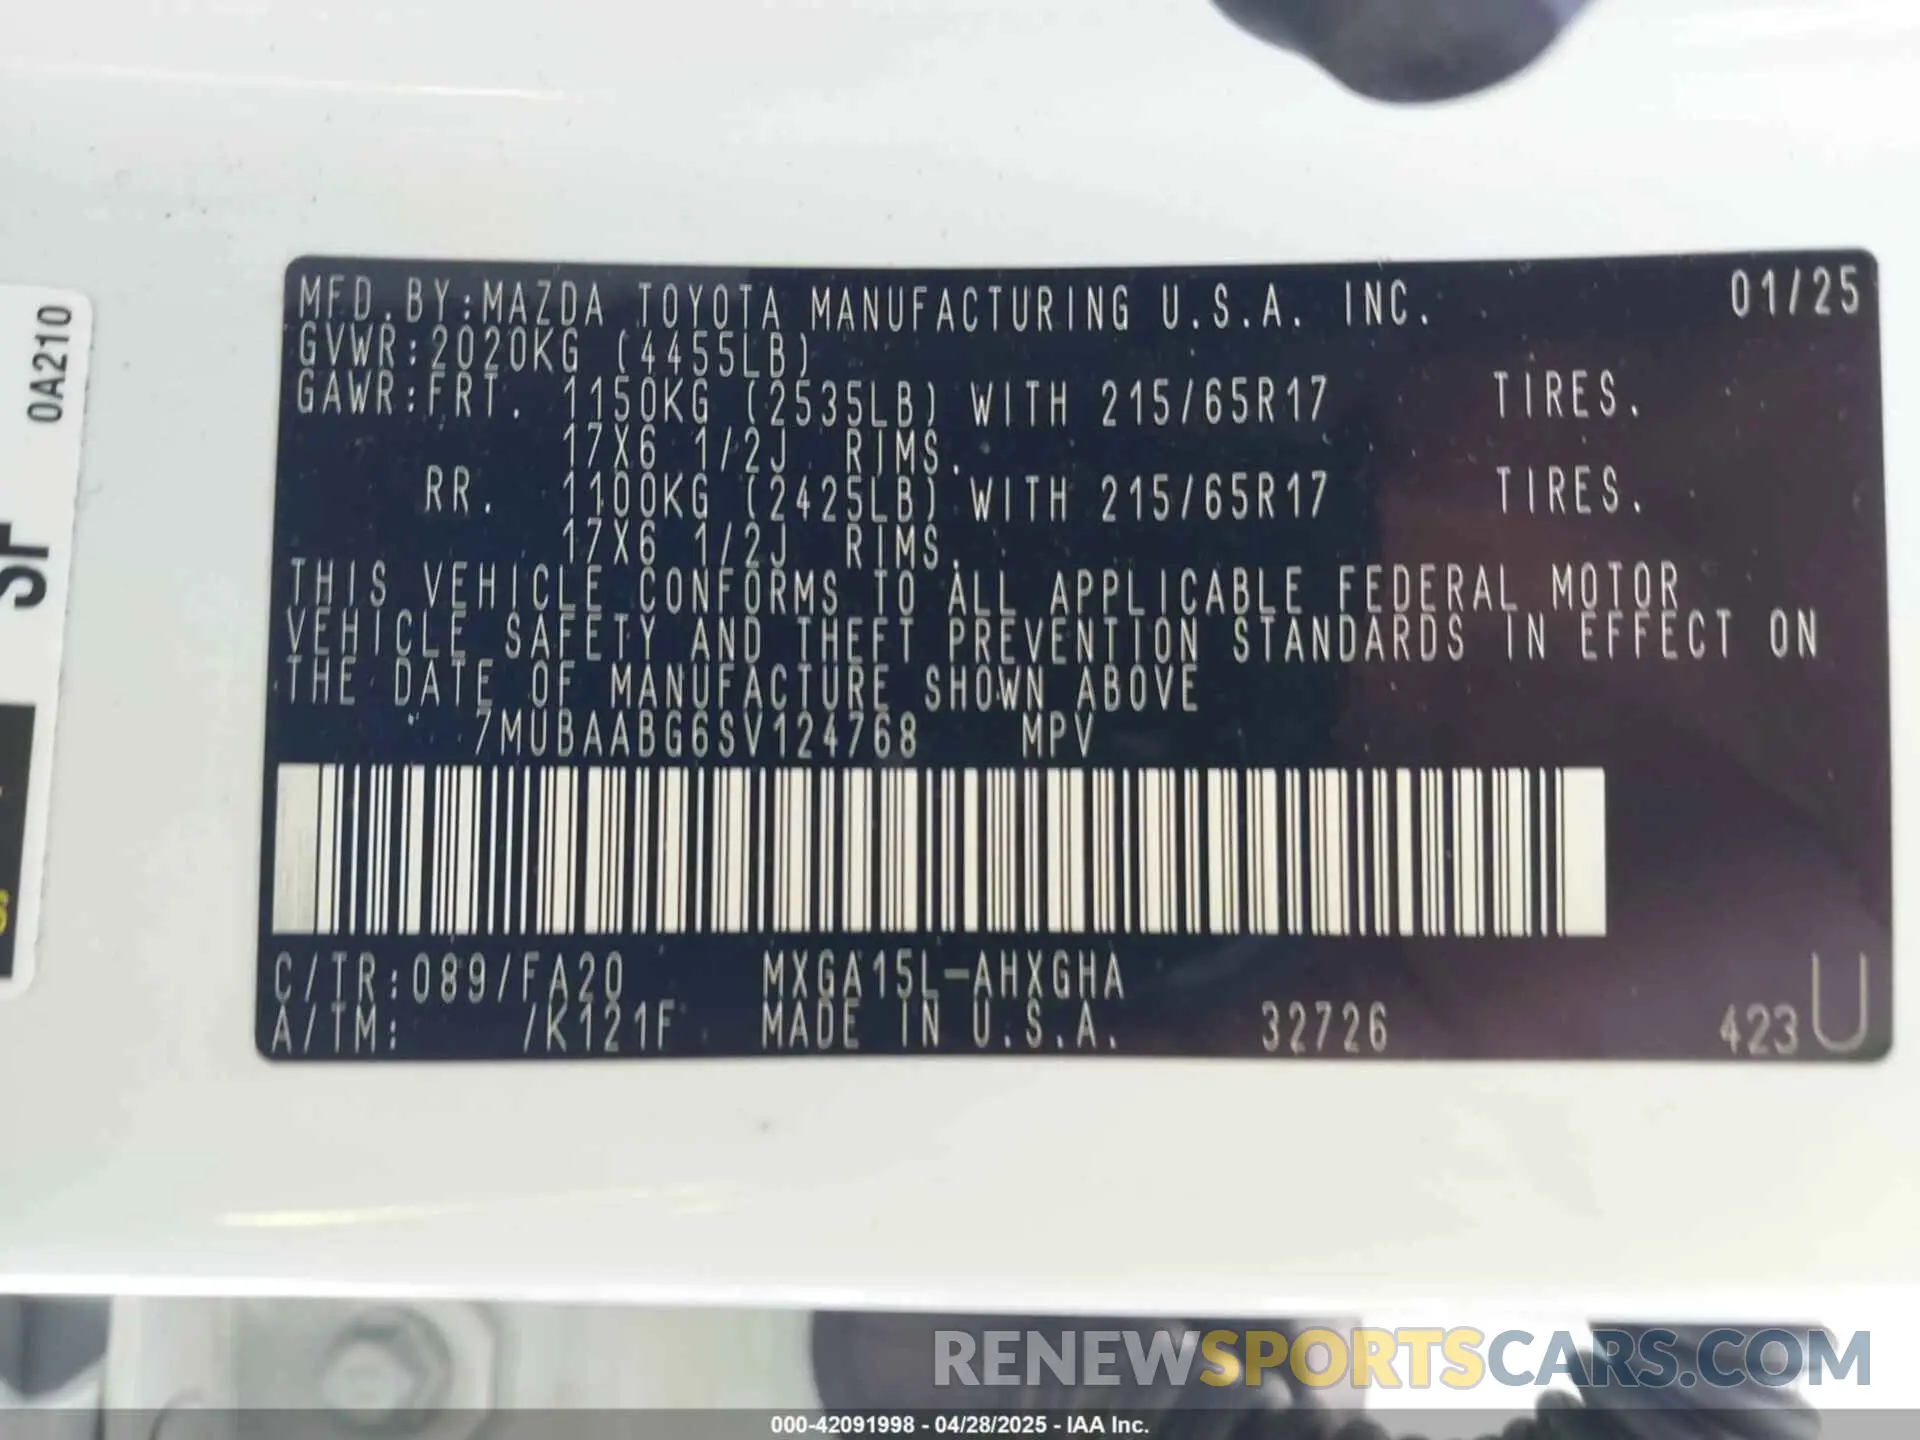 MFD.BY:MAZDA TOYOTA MANUFACTURING U.S.A. INC. 01/25
GVWR:2020KG (4455LB)
GAWR:FRT. 1150KG (2535LB) WITH 215/65R17 TIRES.
17X6 1/2J RIMS.
RR. 1100KG (2425LB) WITH 215/65R17 TIRES.
17X6 1/2J RIMS.
THIS VEHICLE CONFORMS TO ALL APPLICABLE FEDERAL MOTOR
VEHICLE SAFETY AND THEFT PREVENTION STANDARDS IN EFFECT ON
THE DATE OF MANUFACTURE SHOWN ABOVE
7MUBAABG6SV124768 MPV
C/TR:089/FA20 MXGA15L-AHXGHA
A/TM: /K121F MADE IN U.S.A. 32726 423U
0A210
RENEWSPORTSCARS.COM
000-42091998 - 04/28/2025 - IAA Inc.